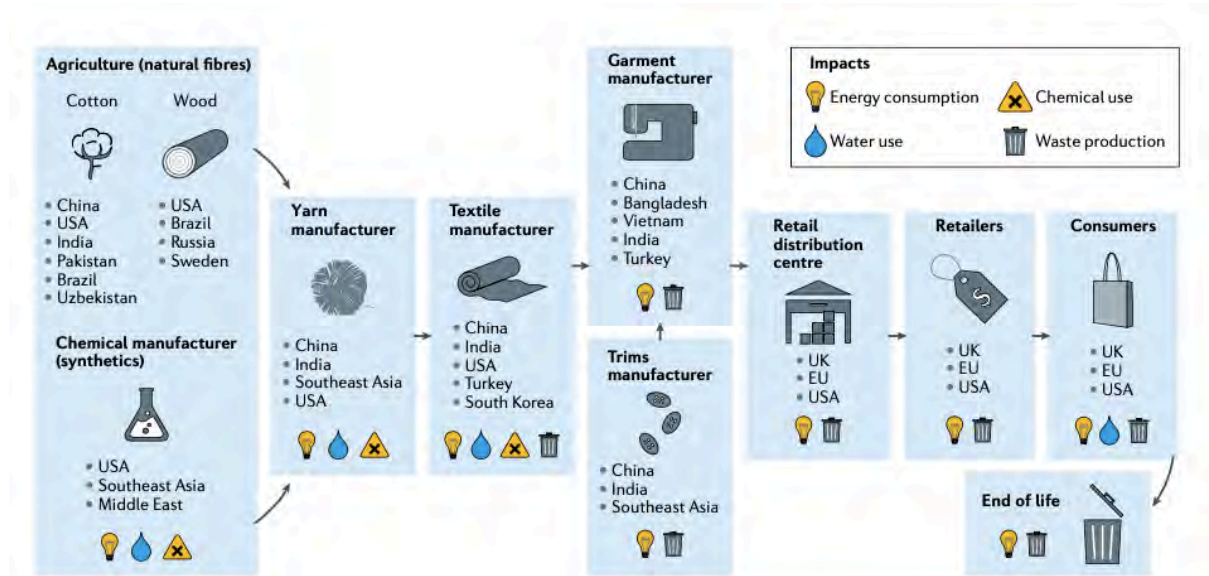 Agriculture (natural fibres)
Cotton
• China
• USA
• India
• Pakistan
• Brazil
• Uzbekistan
Wood
• USA
• Brazil
• Russia
• Sweden
Chemical manufacturer
(synthetics)
• USA
• Southeast Asia
• Middle East
Yarn
manufacturer
• China
• India
• Southeast Asia
• USA
Textile
manufacturer
• China
• India
• USA
• Turkey
• South Korea
Garment
manufacturer
• China
• Bangladesh
• Vietnam
• India
• Turkey
Trims
manufacturer
• China
• India
• Southeast Asia
Impacts
Energy consumption
Chemical use
Water use
Waste production
Retail
distribution
centre
• UK
• EU
• USA
Retailers
$
• UK
• EU
• USA
Consumers
• UK
• EU
• USA
End of life